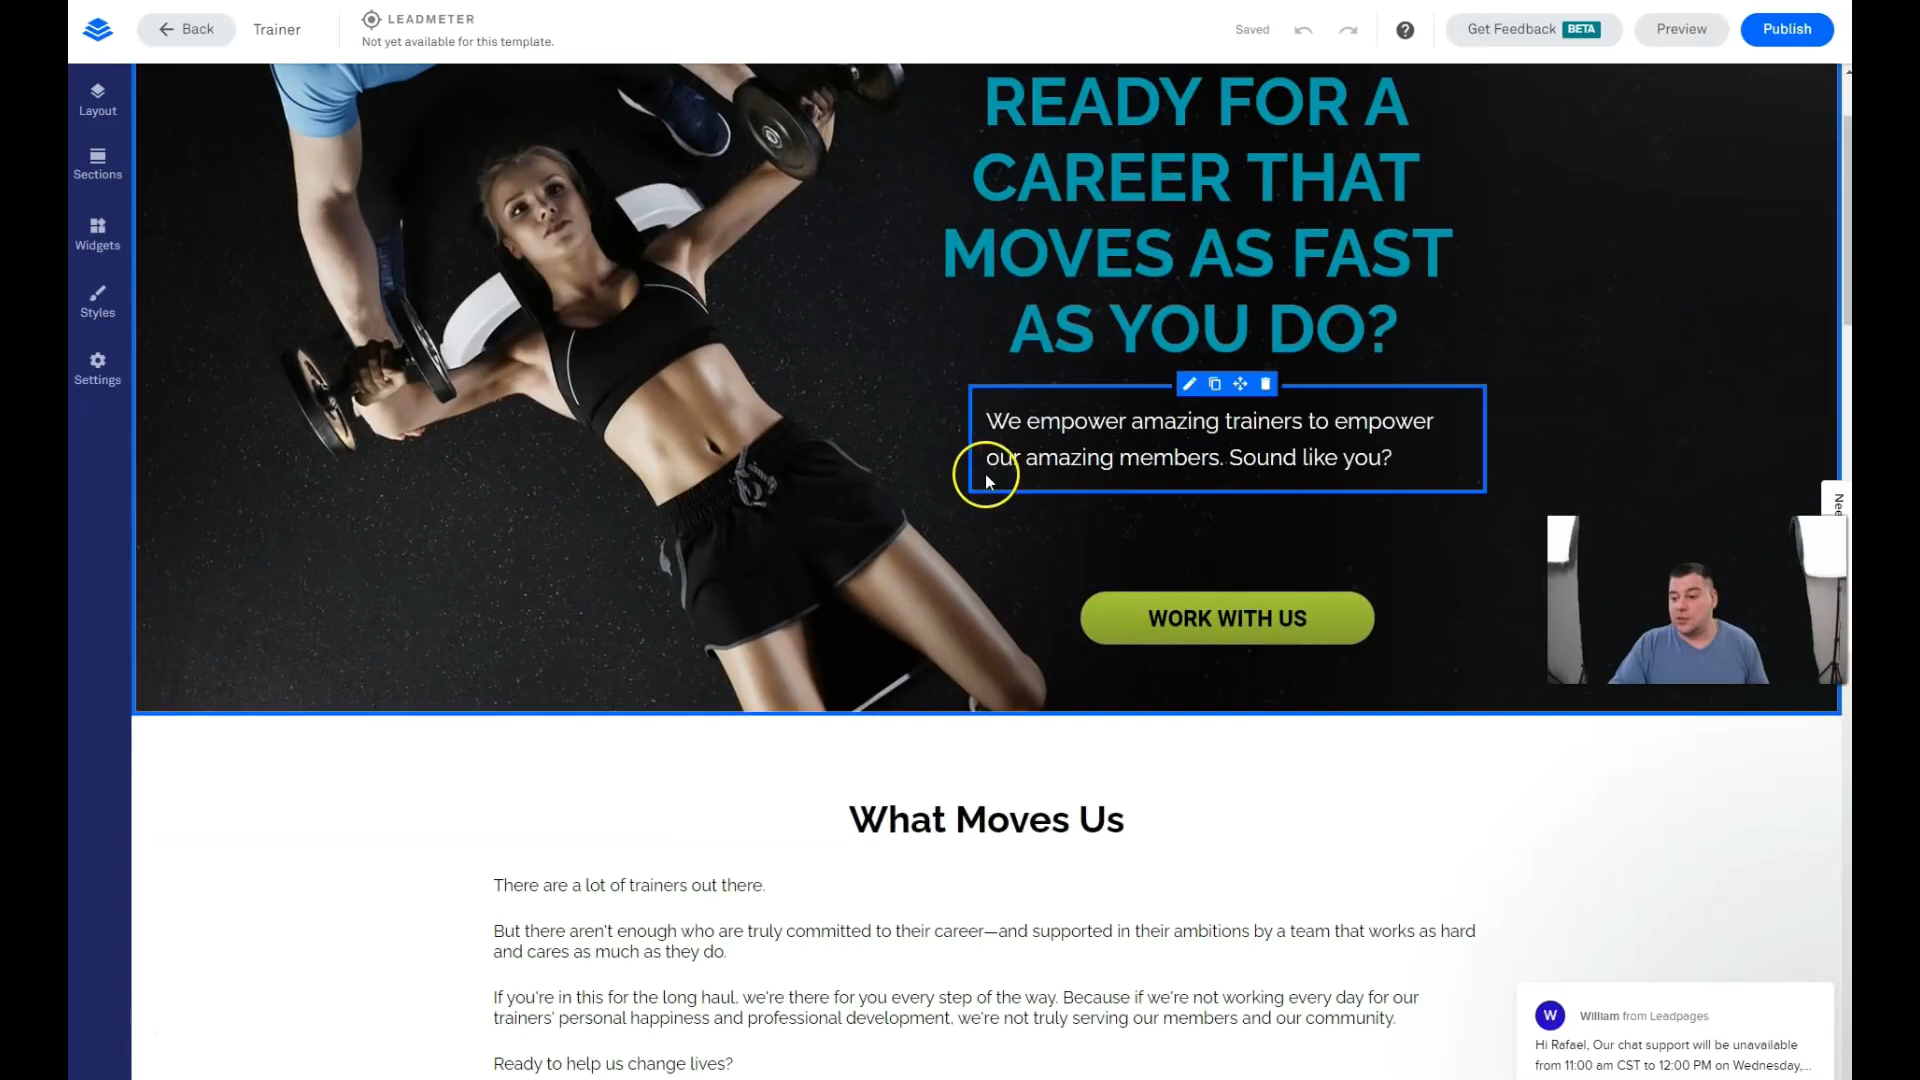 Back
Trainer
LEADMETER
Not yet available for this template.
Saved
?
Get Feedback BETA
Preview
Publish
Layout
Sections
Widgets
Styles
Settings
READY FOR A
CAREER THAT
MOVES AS FAST
AS YOU DO?
We empower amazing trainers to empower
our amazing members. Sound like you?
WORK WITH US
What Moves Us
There are a lot of trainers out there.
But there aren't enough who are truly committed to their career—and supported in their ambitions by a team that works as hard
and cares as much as they do.
If you're in this for the long haul, we're there for you every step of the way. Because if we're not working every day for our
trainers' personal happiness and professional development, we're not truly serving our members and our community.
Ready to help us change lives?
W
William from Leadpages
Hi Rafael, Our chat support will be unavailable
from 11:00 am CST to 12:00 PM on Wednesday,...